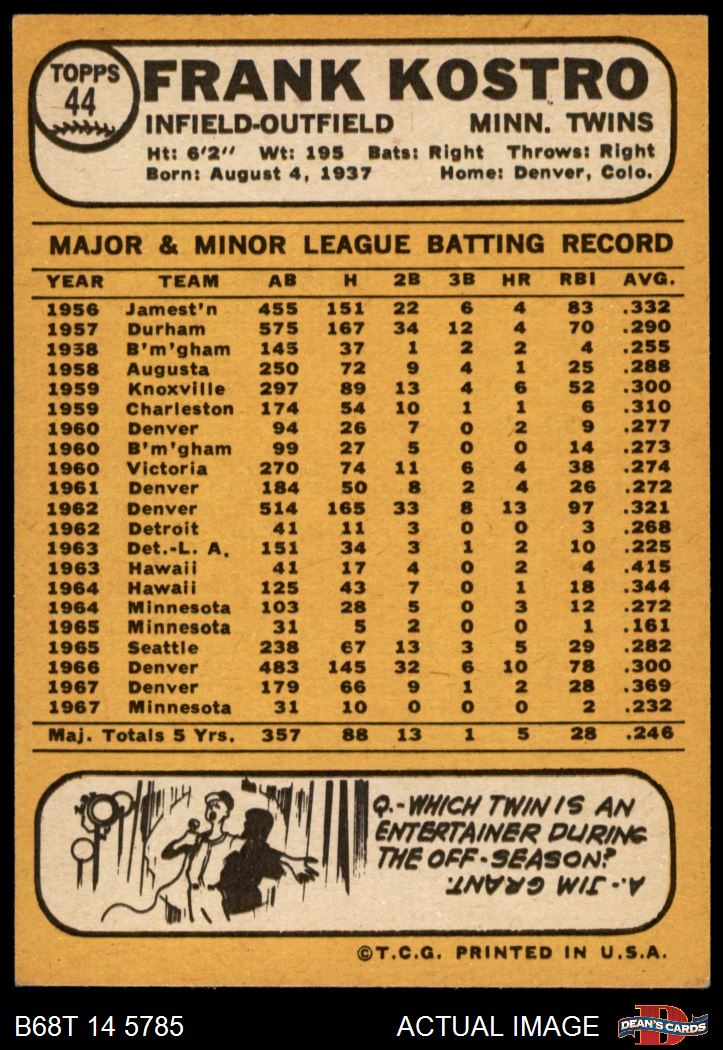 TOPPS
44
FRANK KOSTRO
INFIELD-OUTFIELD MINN. TWINS
Ht: 6'2" Wt: 195 Bats: Right Throws: Right
Born: August 4, 1937 Home: Denver, Colo.
MAJOR & MINOR LEAGUE BATTING RECORD
YEAR TEAM AB H 2B 3B HR RBI AVG.
1956 Jamest'n 455 151 22 6 4 83 .332
1957 Durham 575 167 34 12 4 70 .290
1958 B'm'gham 145 37 1 2 2 4 .255
1958 Augusta 250 72 9 4 1 25 .288
1959 Knoxville 297 89 13 4 6 52 .300
1959 Charleston 174 54 10 1 1 6 .310
1960 Denver 94 26 7 0 2 9 .277
1960 B'm'gham 99 27 5 0 0 14 .273
1960 Victoria 270 74 11 6 4 38 .274
1961 Denver 184 50 8 2 4 26 .272
1962 Denver 514 165 33 8 13 97 .321
1962 Detroit 41 11 3 0 0 3 .268
1963 Det.-L. A. 151 34 3 1 2 10 .225
1963 Hawaii 41 17 4 0 2 4 .415
1964 Hawaii 125 43 7 0 1 18 .344
1964 Minnesota 103 28 5 0 3 12 .272
1965 Minnesota 31 5 2 0 0 1 .161
1965 Seattle 238 67 13 3 5 29 .282
1966 Denver 483 145 32 6 10 78 .300
1967 Denver 179 66 9 1 2 28 .369
1967 Minnesota 31 10 0 0 0 2 .232
Maj. Totals 5 Yrs. 357 88 13 1 5 28 .246
Q.-WHICH TWIN IS AN
ENTERTAINER DURING
THE OFF-SEASON?
A.- JIM GRANT.
©T.C.G. PRINTED IN U.S.A.
B68T 14 5785 ACTUAL IMAGE DEAN'S CARDS